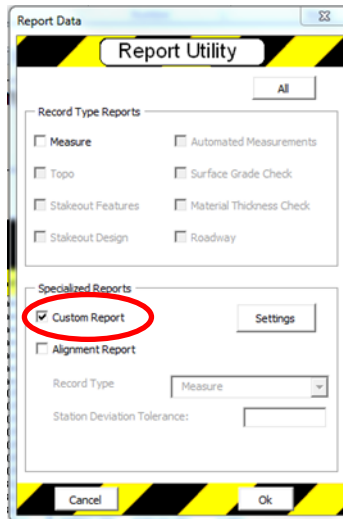 Report Data
Report Utility
All
Record Type Reports
Measure
Automated Measurements
Topo
Surface Grade Check
Stakeout Features
Material Thickness Check
Stakeout Design
Roadway
Specialized Reports
Custom Report
Settings
Alignment Report
Record Type
Measure
Station Deviation Tolerance:
Cancel
Ok